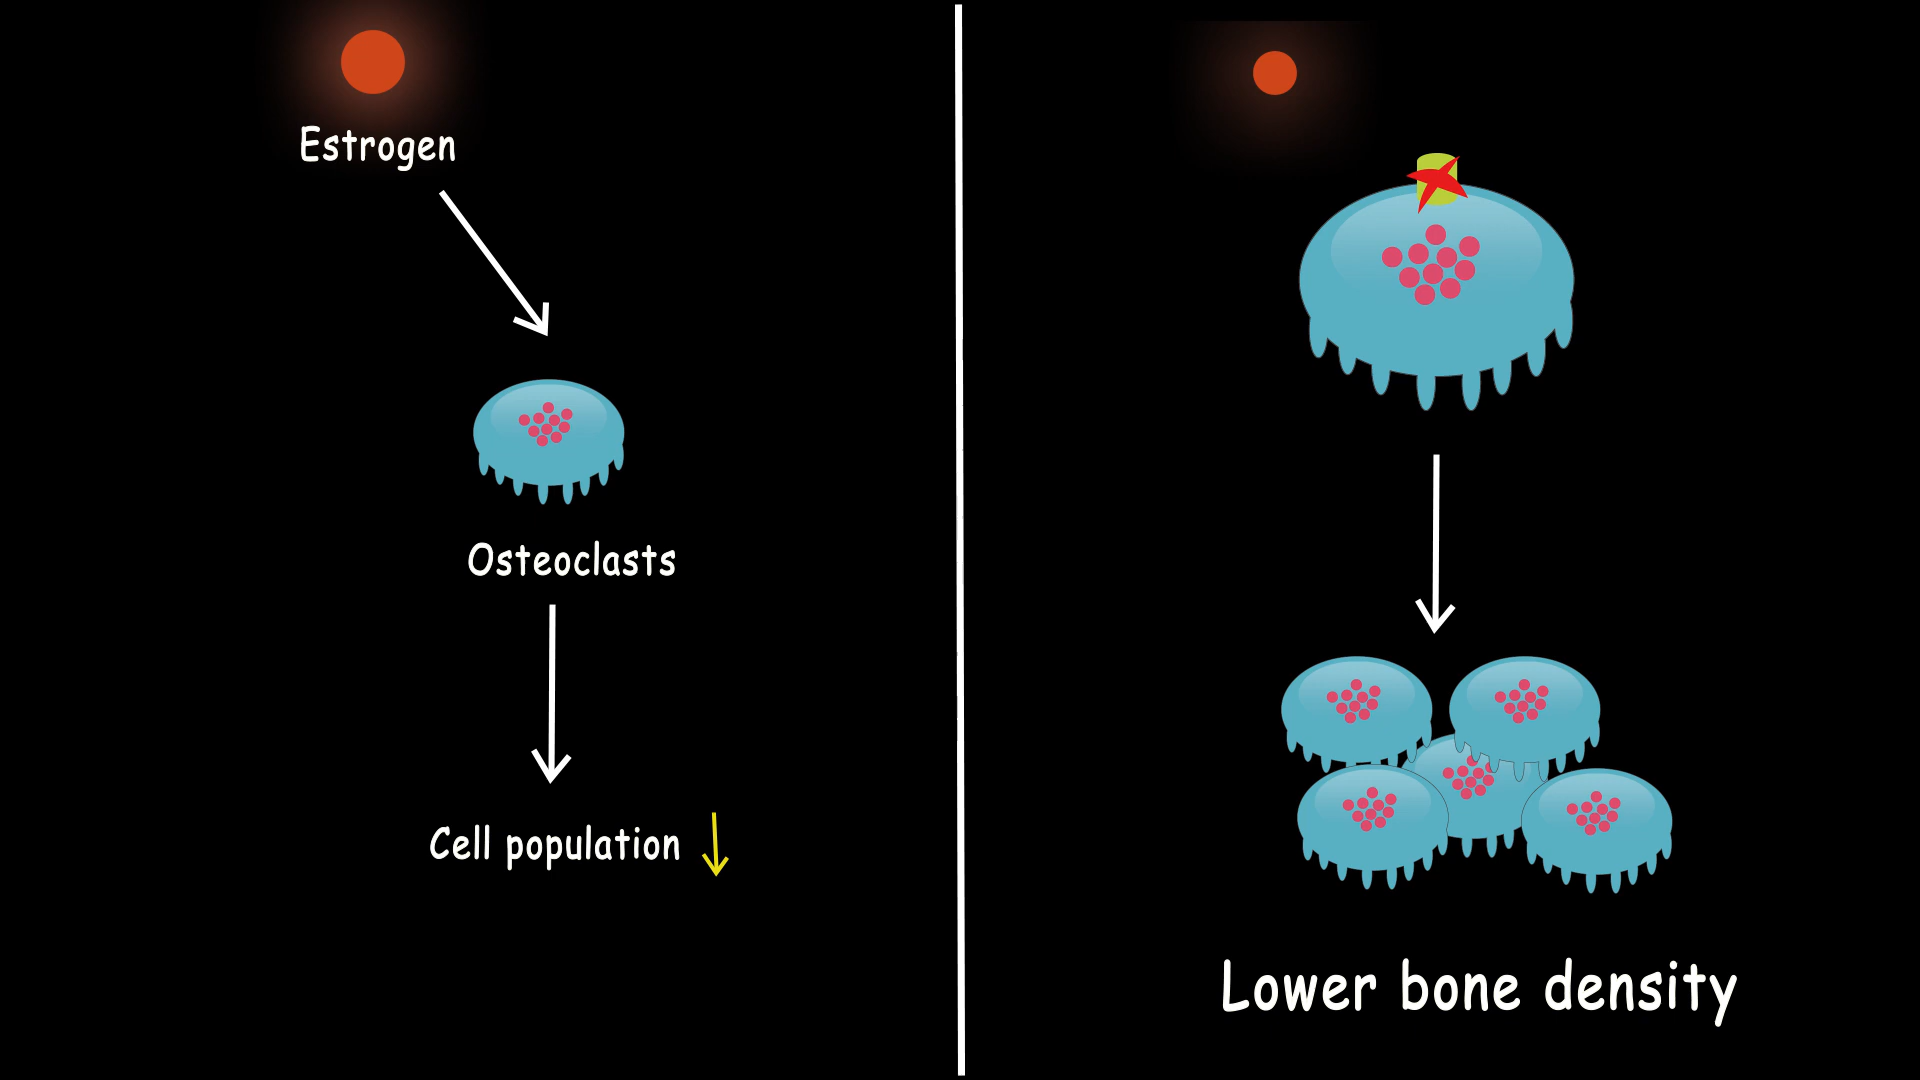 Estrogen
Osteoclasts
Cell population
Lower bone density